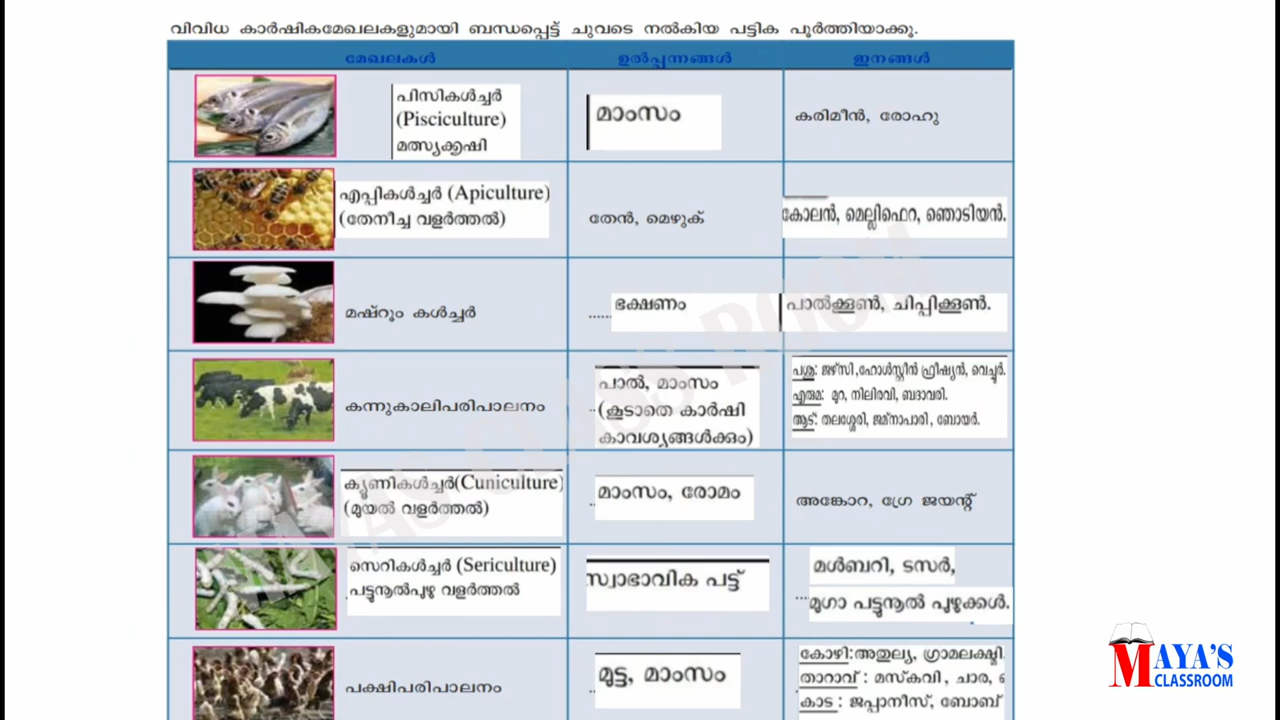 വിവിധ കാർഷികമേഖലകളുമായി ബന്ധപ്പെട്ട് ചുവടെ നൽകിയ പട്ടിക പൂർത്തിയാക്കൂ.
മേഖലകൾ
ഉൽപ്പന്നങ്ങൾ
ഇനങ്ങൾ
പിസികൾച്ചർ
(Pisciculture)
മത്സ്യക്കൃഷി
മാംസം
കരിമീൻ, രോഹു
എപ്പികൾച്ചർ (Apiculture)
(തേനീച്ച വളർത്തൽ)
തേൻ, മെഴുക്
കോലൻ, മെല്ലിഫെറ, ഞൊടിയൻ.
മഷ്റൂം കൾച്ചർ
ഭക്ഷണം
പാൽക്കൂൺ, ചിപ്പിക്കൂൺ.
കന്നുകാലിപരിപാലനം
പാൽ, മാംസം
(കൂടാതെ കാർഷി
കാവശ്യങ്ങൾക്കും)
പശു: ജഴ്സി,ഹോൾസ്റ്റീൻ ഫ്രീഷ്യൻ, വെച്ചൂർ.
എരുമ: മുറ, നിലിരവി, ബദാവരി.
ആട്: തലശ്ശേരി, ജമ്നാപാരി, ബോയർ.
ക്യൂണികൾച്ചർ(Cuniculture)
(മുയൽ വളർത്തൽ)
മാംസം, രോമം
അങ്കോറ, ഗ്രേ ജയന്റ്
സെറികൾച്ചർ (Sericulture)
പട്ടുനൂൽപുഴു വളർത്തൽ
സ്വാഭാവിക പട്ട്
മൾബറി, ടസർ,
മുഗാ പട്ടുനൂൽ പുഴുക്കൾ.
പക്ഷിപരിപാലനം
മുട്ട, മാംസം
കോഴി:അതുല്യ, ഗ്രാമലക്ഷ്മി
താറാവ് : മസ്കവി, ചാര,
കാട : ജപ്പാനീസ്, ബോബ്
MAYAS CLASS ROOM
MAYA'S
CLASSROOM